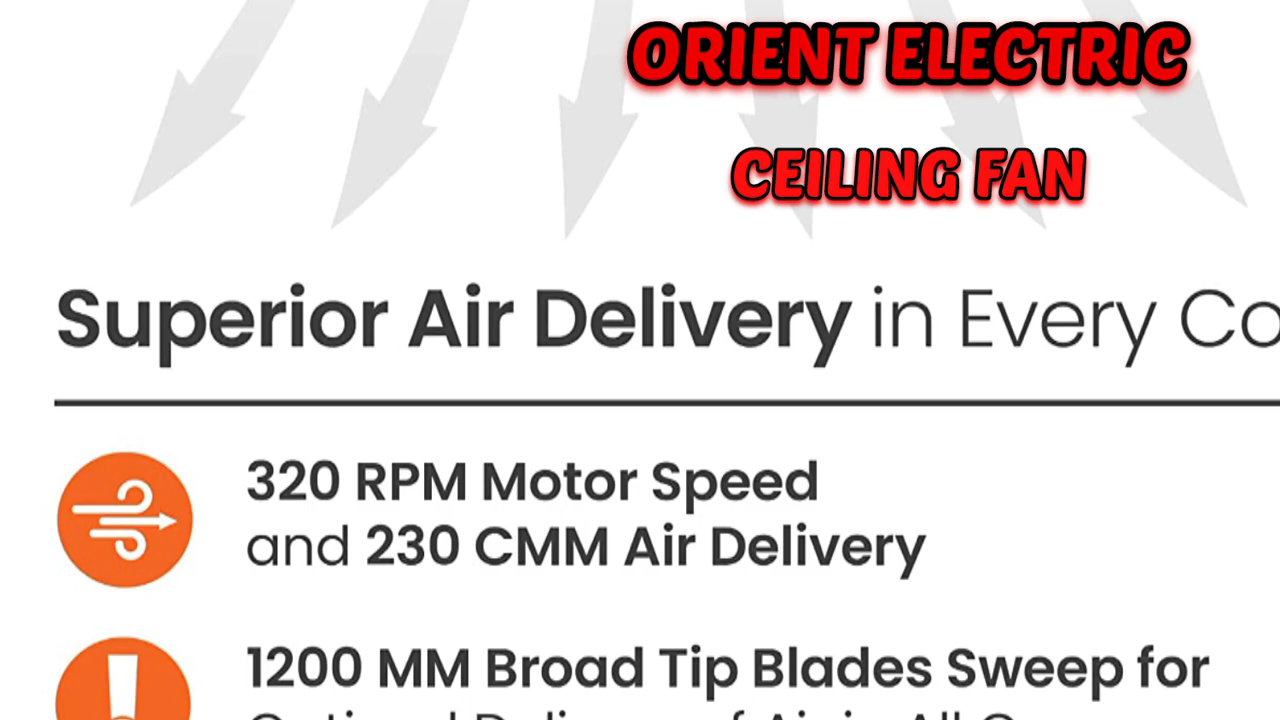 ORIENT ELECTRIC
CEILING FAN
Superior Air Delivery in Every
320 RPM Motor Speed
and 230 CMM Air Delivery
1200 MM Broad Tip Blades Sweep for